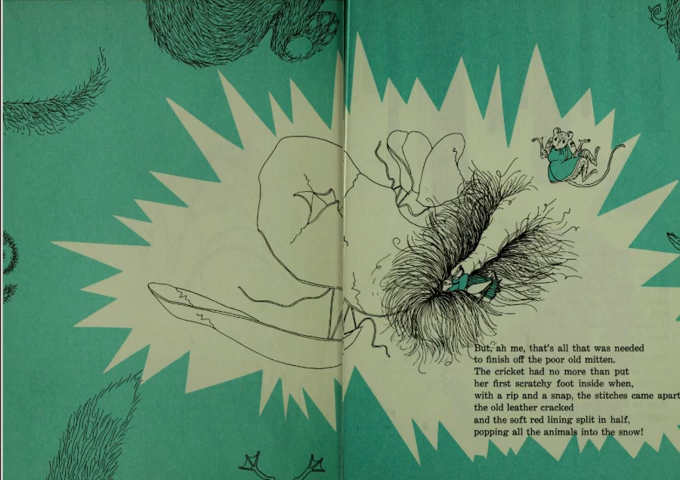 But, ah me, that's all that was needed
to finish off the poor old mitten.
The cricket had no more than put
her first scratchy foot inside when,
with a rip and a snap, the stitches came apart
the old leather cracked
and the soft red lining split in half,
popping all the animals into the snow!